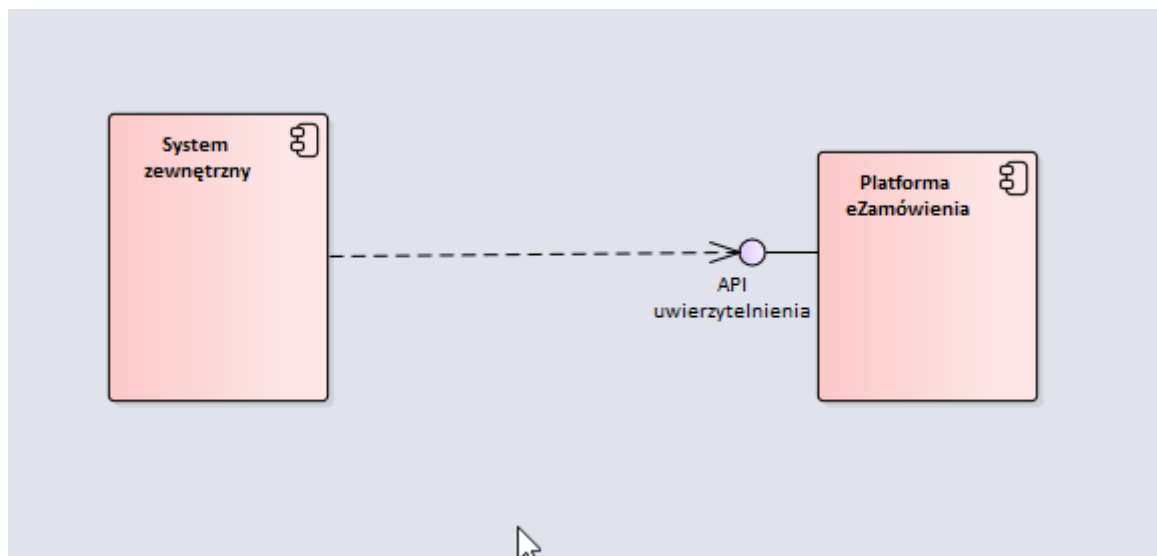 System
zewnętrzny
Platforma
eZamówienia
API
uwierzytelnienia